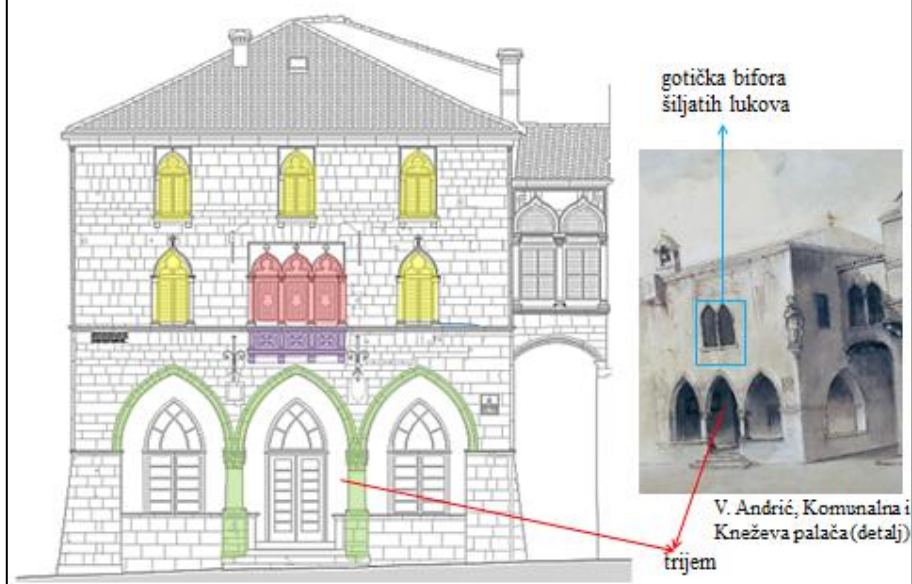 gotička bifora
šiljatih lukova
V. Andrić, Komunalna i
Kneževa palača (detalj)
trijem